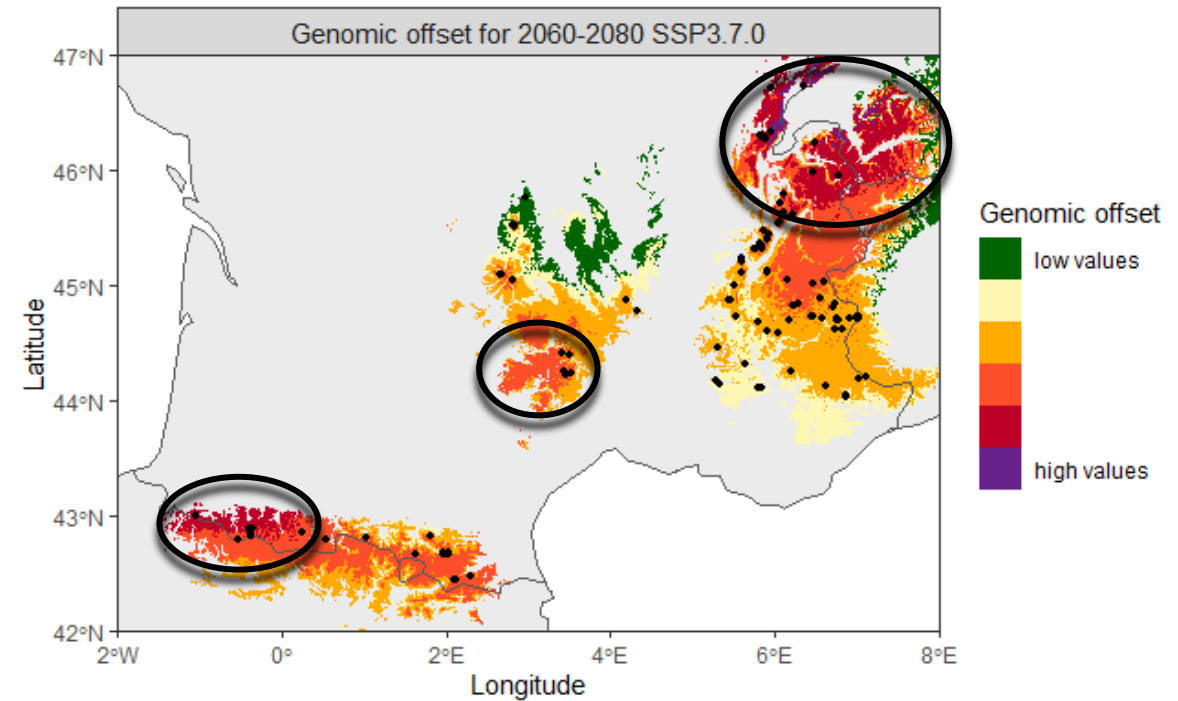 Genomic offset for 2060-2080 SSP3.7.0
47°N
46°N
45°N
44°N
43°N
42°N
Latitude
2°W
0°
2°E
4°E
6°E
8°E
Longitude
Genomic offset
low values
high values